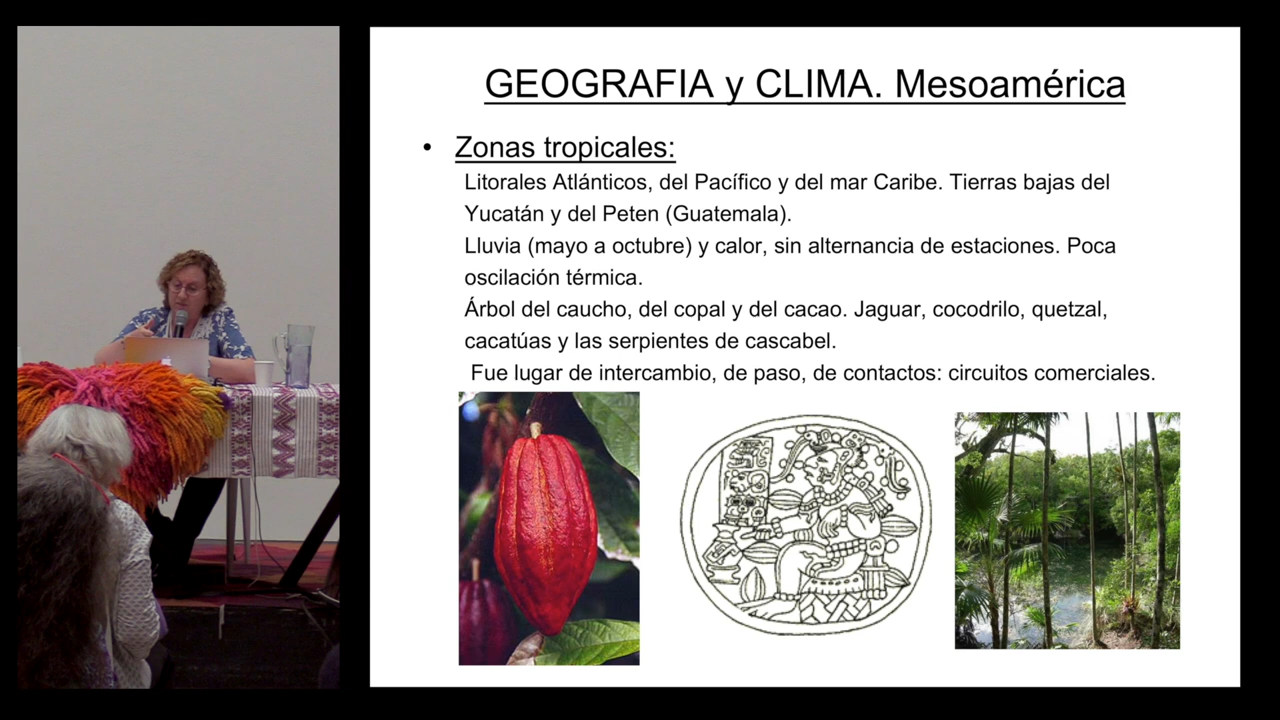 GEOGRAFIA y CLIMA. Mesoamérica
• Zonas tropicales:
Litorales Atlánticos, del Pacífico y del mar Caribe. Tierras bajas del
Yucatán y del Peten (Guatemala).
Lluvia (mayo a octubre) y calor, sin alternancia de estaciones. Poca
oscilación térmica.
Árbol del caucho, del copal y del cacao. Jaguar, cocodrilo, quetzal,
cacatúas y las serpientes de cascabel.
Fue lugar de intercambio, de paso, de contactos: circuitos comerciales.